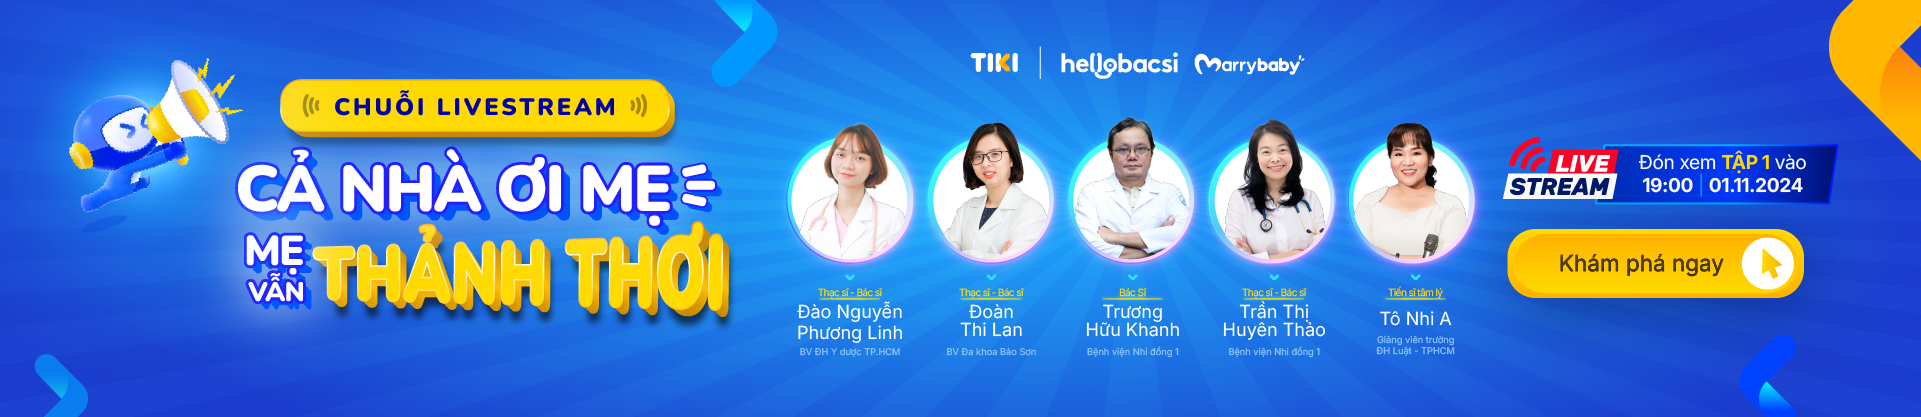 CHUỖI LIVESTREAM
CẢ NHÀ ƠI MẸ
MẸ
VẪN
THẢNH THƠI
TIKI
hellobacsi
Marrybaby
Thạc sĩ - Bác sĩ
Đào Nguyễn
Phương Linh
BV ĐH Y dược TP.HCM
Thạc sĩ - Bác sĩ
Đoàn
Thi Lan
BV Đa khoa Bảo Sơn
Bác Sĩ
Trương
Hữu Khanh
Bệnh viện Nhi đồng 1
Thạc sĩ - Bác sĩ
Trần Thị
Huyên Thảo
Bệnh viện Nhi đồng 1
Tiến sĩ tâm lý
Tô Nhi A
Giảng viên trường
ĐH Luật - TPHCM
LIVE
STREAM
Đón xem TẬP 1 vào
19:00 | 01.11.2024
Khám phá ngay